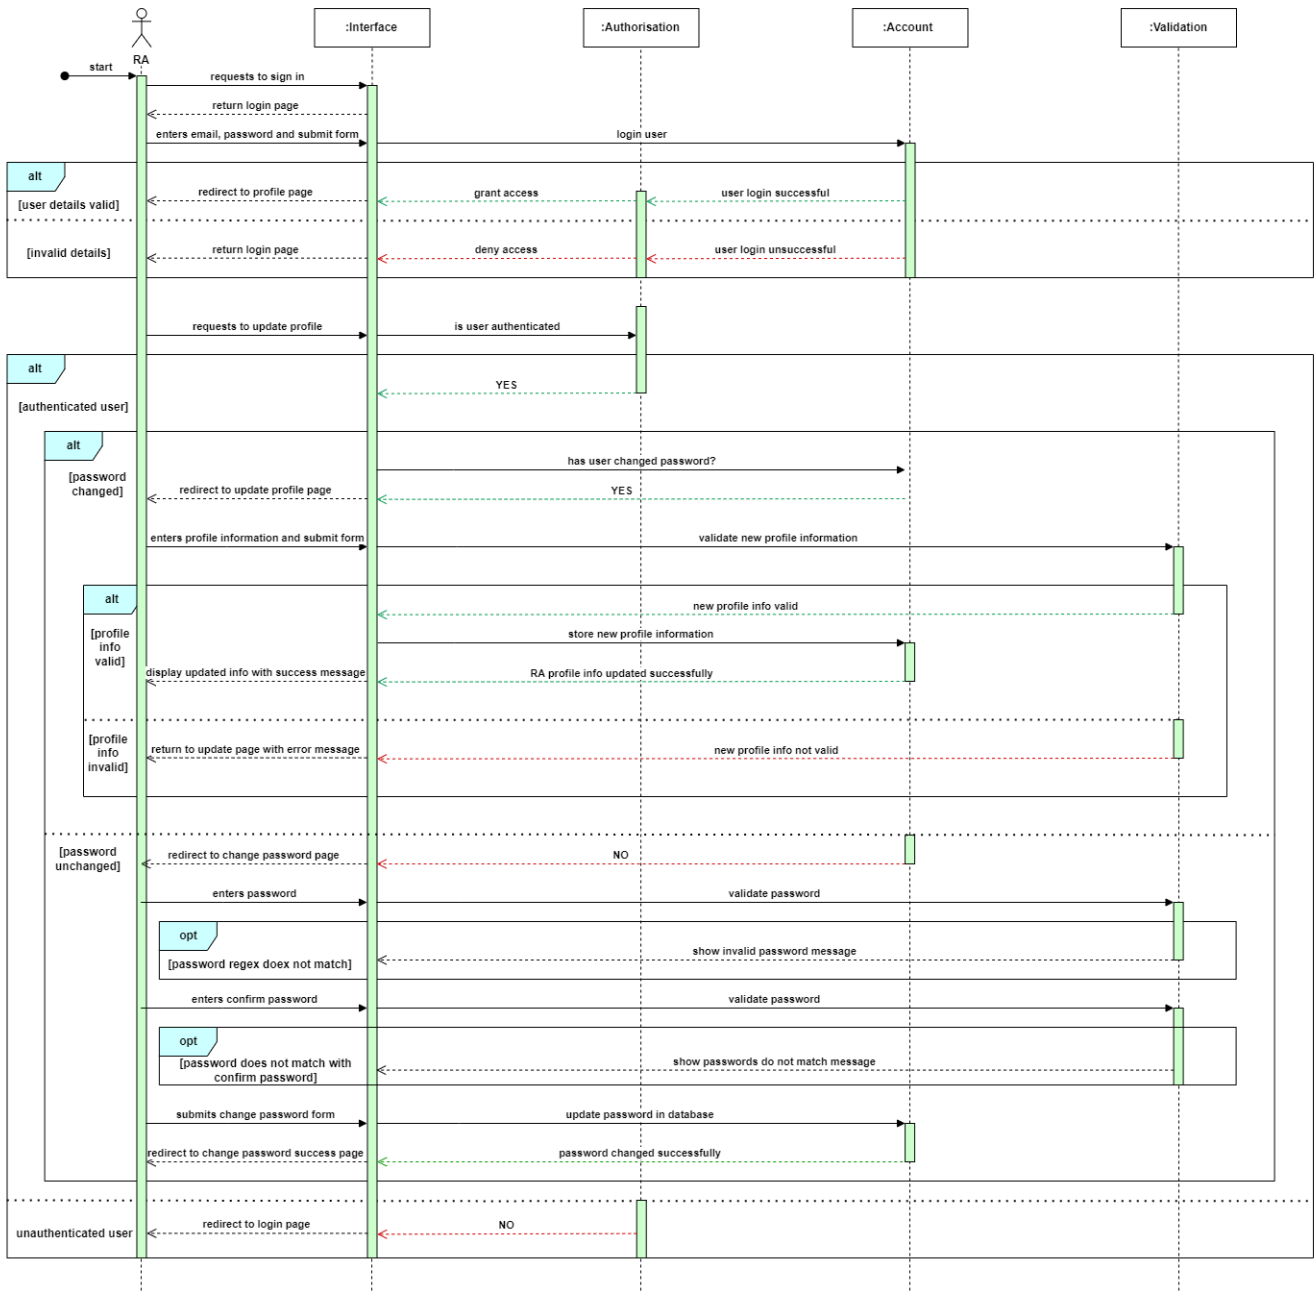 :Interface
:Authorisation
:Account
:Validation
RA
start
requests to sign in
return login page
enters email, password and submit form
login user
alt
[user details valid]
redirect to profile page
grant access
user login successful
[invalid details]
return login page
deny access
user login unsuccessful
requests to update profile
is user authenticated
alt
YES
[authenticated user]
alt
has user changed password?
[password
changed]
redirect to update profile page
YES
enters profile information and submit form
validate new profile information
alt
new profile info valid
[profile
info
valid]
store new profile information
display updated info with success message
RA profile info updated successfully
[profile
info
invalid]
return to update page with error message
new profile info not valid
[password
unchanged]
redirect to change password page
NO
enters password
validate password
opt
show invalid password message
[password regex doex not match]
enters confirm password
validate password
opt
show passwords do not match message
[password does not match with
confirm password]
submits change password form
update password in database
redirect to change password success page
password changed successfully
unauthenticated user
redirect to login page
NO